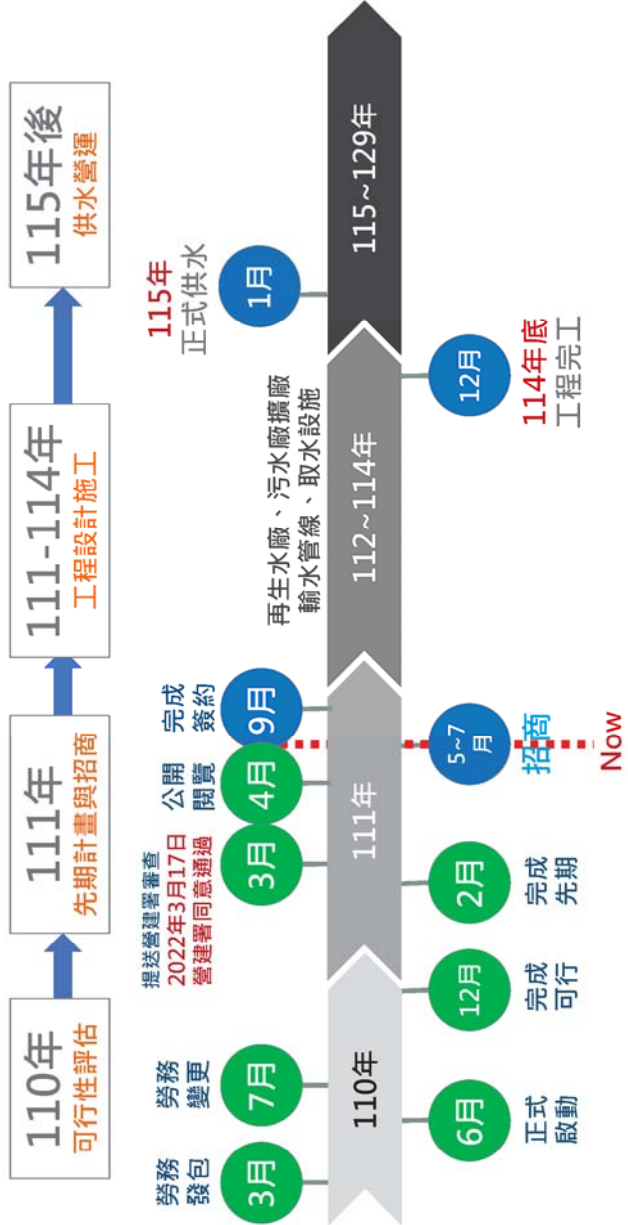 110年
可行性評估
111年
先期計畫與招商
111-114年
工程設計施工
115年後
供水營運
勞務
發包
3月
勞務
變更
7月
提送營建署審查
2022年3月17日
營建署同意通過
3月
公開
閱覽
4月
完成
簽約
9月
再生水廠、污水廠擴廠
輸水管線、取水設施
115年
正式供水
1月
110年
111年
112~114年
115~129年
6月
正式
啟動
12月
完成
可行
2月
完成
先期
5~7
月
招商
Now
12月
114年底
工程完工